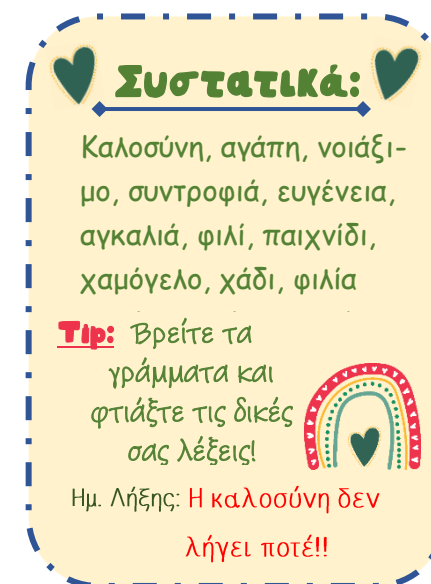 Συστατικά:
Καλοσύνη, αγάπη, νοιάξι-
μο, συντροφιά, ευγένεια,
αγκαλιά, φιλί, παιχνίδι,
χαμόγελο, χάδι, φιλία
Tip: Βρείτε τα
γράμματα και
φτιάξτε τις δικές
σας λέξεις!
Ημ. Λήξης: Η καλοσύνη δεν
λήγει ποτέ!!